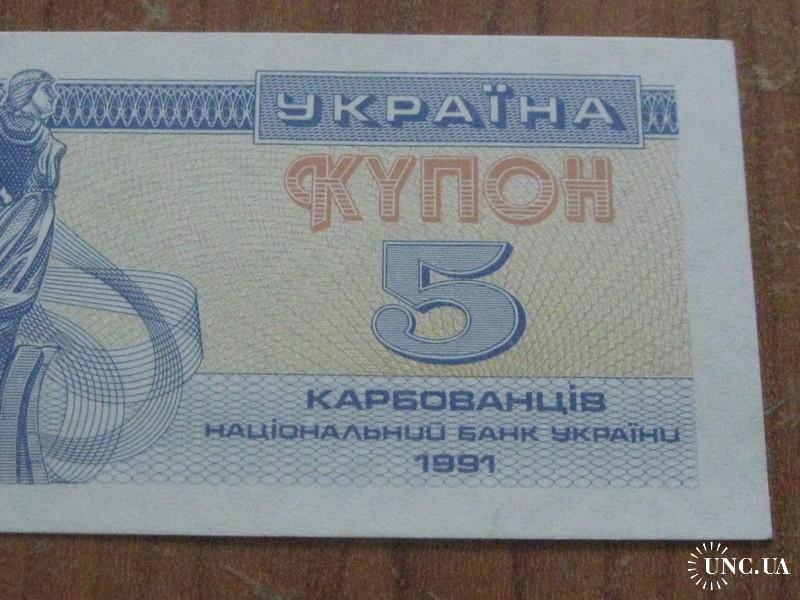 УКРАЇНА
КУПОН
5
КАРБОВАНЦІВ
НАЦІОНАЛЬНИЙ БАНК УКРАЇНИ
1991
UNC.UA